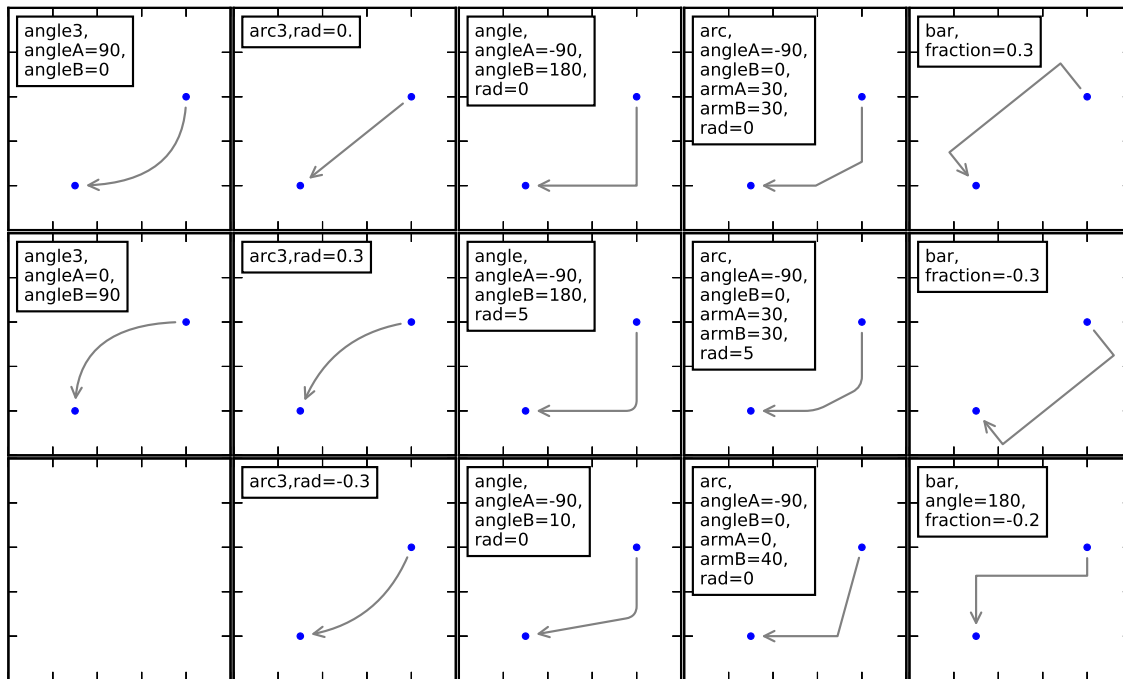 angle3,
angleA=90,
angleB=0
arc3,rad=0.
angle,
angleA=-90,
angleB=180,
rad=0
arc,
angleA=-90,
angleB=0,
armA=30,
armB=30,
rad=0
bar,
fraction=0.3
angle3,
angleA=0,
angleB=90
arc3,rad=0.3
angle,
angleA=-90,
angleB=180,
rad=5
arc,
angleA=-90,
angleB=0,
armA=30,
armB=30,
rad=5
bar,
fraction=-0.3
arc3,rad=-0.3
angle,
angleA=-90,
angleB=10,
rad=0
arc,
angleA=-90,
angleB=0,
armA=0,
armB=40,
rad=0
bar,
angle=180,
fraction=-0.2